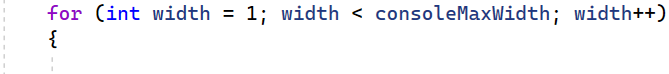 for (int width = 1; width < consoleMaxWidth; width++)
{